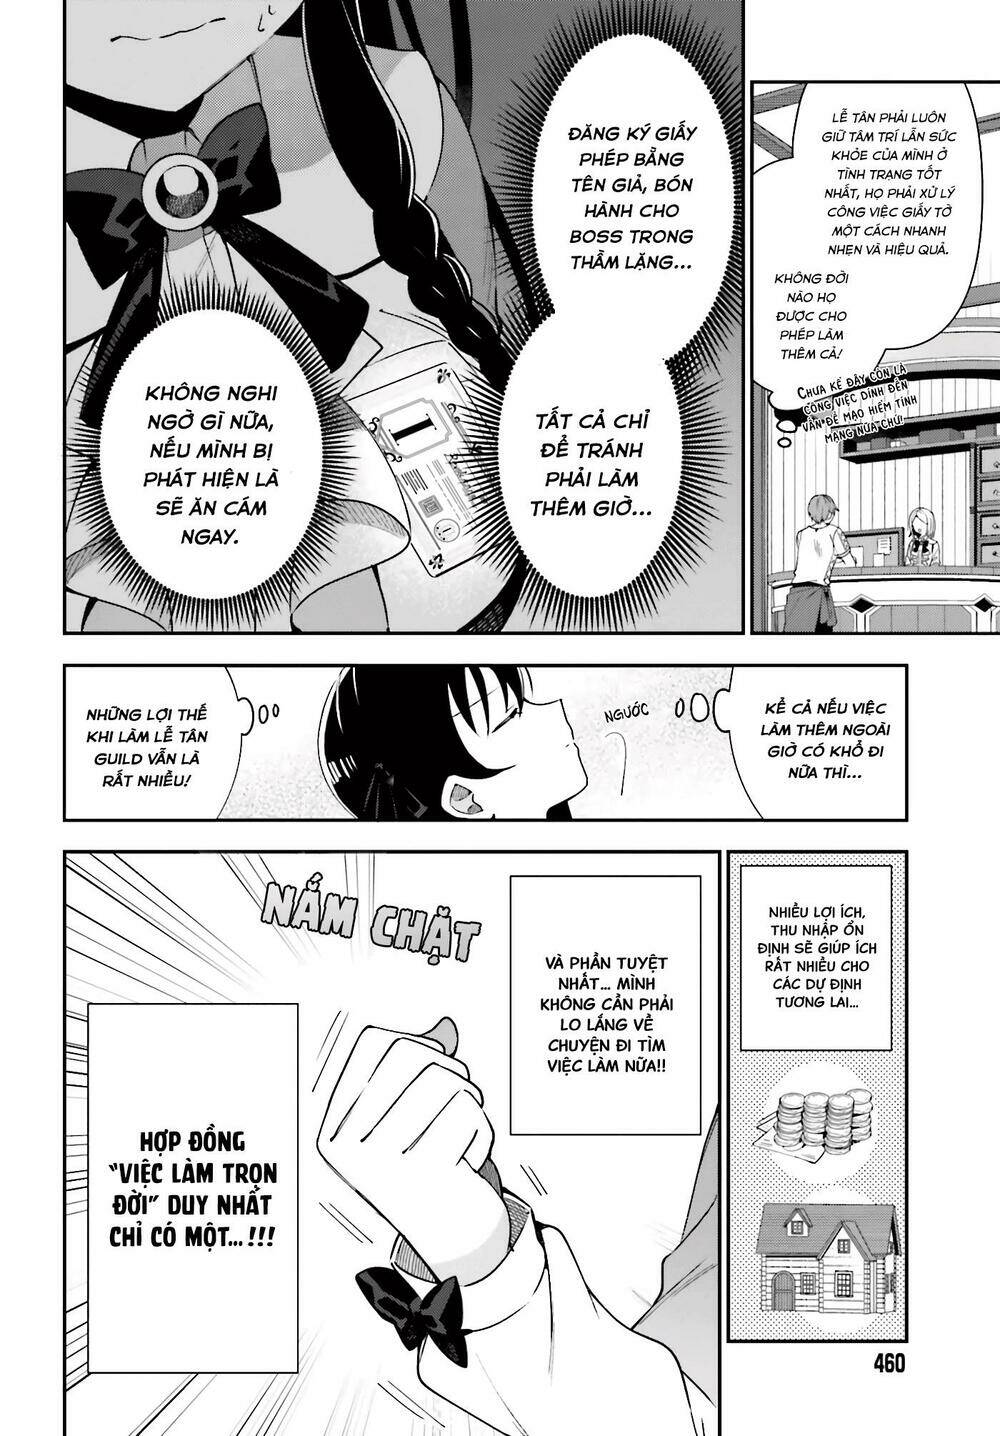 LỄ TÂN PHẢI LUÔN
GIỮ TÂM TRÍ LẪN SỨC
KHỎE CỦA MÌNH Ở
TÌNH TRẠNG TỐT
NHẤT, HỌ PHẢI XỬ LÝ
CÔNG VIỆC GIẤY TỜ
MỘT CÁCH NHANH
NHẸN VÀ HIỆU QUẢ.
KHÔNG ĐỜI
NÀO HỌ
ĐƯỢC CHO
PHÉP LÀM
THÊM CẢ!
CHƯA KỂ ĐÂY CÒN LÀ
CÔNG VIỆC DÍNH ĐẾN
VẤN ĐỀ MẠO HIỂM TÍNH
MẠNG NỮA CHỨ!
ĐĂNG KÝ GIẤY
PHÉP BẰNG
TÊN GIẢ, BÓN
HÀNH CHO
BOSS TRONG
THẦM LẶNG...
TẤT CẢ CHỈ
ĐỂ TRÁNH
PHẢI LÀM
THÊM GIỜ...
KHÔNG NGHI
NGỜ GÌ NỮA,
NẾU MÌNH BỊ
PHÁT HIỆN LÀ
SẼ ĂN CÁM
NGAY.
KỂ CẢ NẾU VIỆC
LÀM THÊM NGOÀI
GIỜ CÓ KHỔ ĐI
NỮA THÌ...
NGƯỚC
NHỮNG LỢI THẾ
KHI LÀM LỄ TÂN
GUILD VẪN LÀ
RẤT NHIỀU!
NHIỀU LỢI ÍCH,
THU NHẬP ỔN
ĐỊNH SẼ GIÚP ÍCH
RẤT NHIỀU CHO
CÁC DỰ ĐỊNH
TƯƠNG LAI...
VÀ PHẦN TUYỆT
NHẤT... MÌNH
KHÔNG CẦN PHẢI
LO LẮNG VỀ
CHUYỆN ĐI TÌM
VIỆC LÀM NỮA!!
NẮM CHẶT
HỢP ĐỒNG
"VIỆC LÀM TRỌN
ĐỜI" DUY NHẤT
CHỈ CÓ MỘT...!!!
460